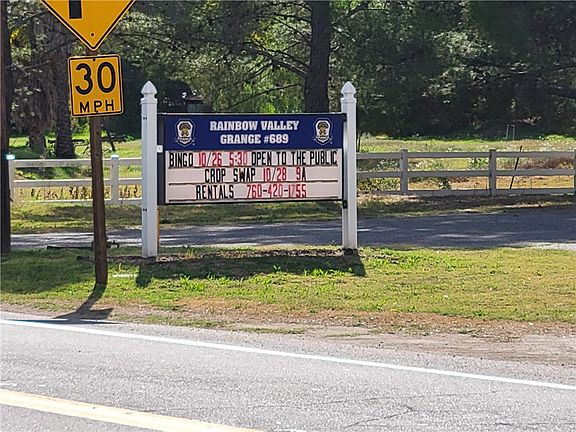 30
MPH
RAINBOW VALLEY
GRANGE #689
BINGO 10/26 5:30 OPEN TO THE PUBLIC
CROP SWAP 10/28 9A
RENTALS 760-420-1755